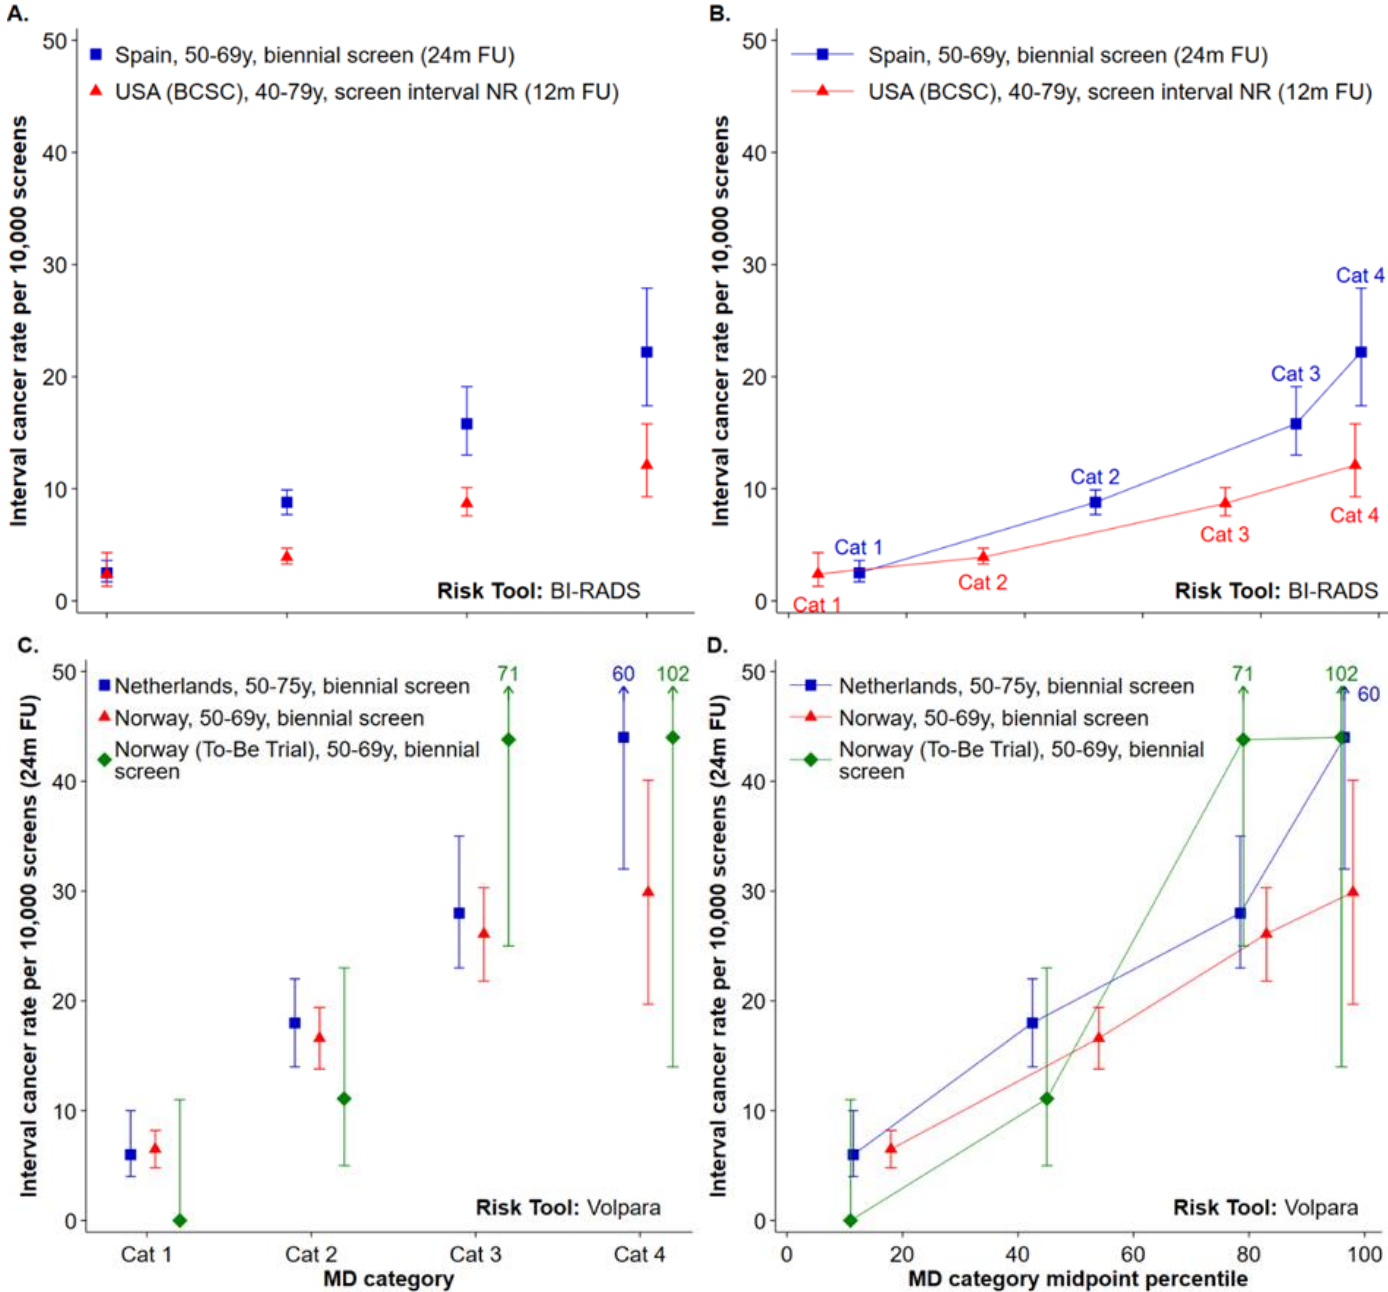 A.
Interval cancer rate per 10,000 screens
50
40
30
20
10
0
Spain, 50-69y, biennial screen (24m FU)
USA (BCSC), 40-79y, screen interval NR (12m FU)
Risk Tool: BI-RADS
B.
Interval cancer rate per 10,000 screens
50
40
30
20
10
0
Spain, 50-69y, biennial screen (24m FU)
USA (BCSC), 40-79y, screen interval NR (12m FU)
Cat 4
Cat 3
Cat 2
Cat 1
Cat 4
Cat 3
Cat 2
Cat 1
Risk Tool: BI-RADS
C.
Interval cancer rate per 10,000 screens (24m FU)
50
40
30
20
10
0
71
60
102
Netherlands, 50-75y, biennial screen
Norway, 50-69y, biennial screen
Norway (To-Be Trial), 50-69y, biennial
screen
Risk Tool: Volpara
Cat 1
Cat 2
Cat 3
Cat 4
MD category
D.
Interval cancer rate per 10,000 screens (24m FU)
50
40
30
20
10
0
71
102
60
Netherlands, 50-75y, biennial screen
Norway, 50-69y, biennial screen
Norway (To-Be Trial), 50-69y, biennial
screen
Risk Tool: Volpara
0
20
40
60
80
100
MD category midpoint percentile